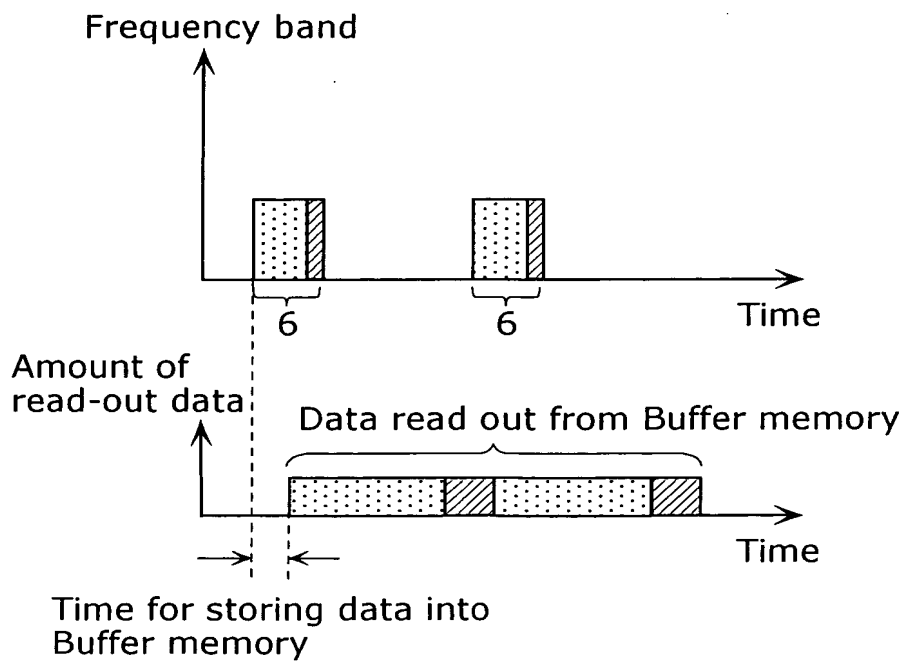 Frequency band
6
6
Time
Amount of
read-out data
Data read out from Buffer memory
Time
Time for storing data into
Buffer memory